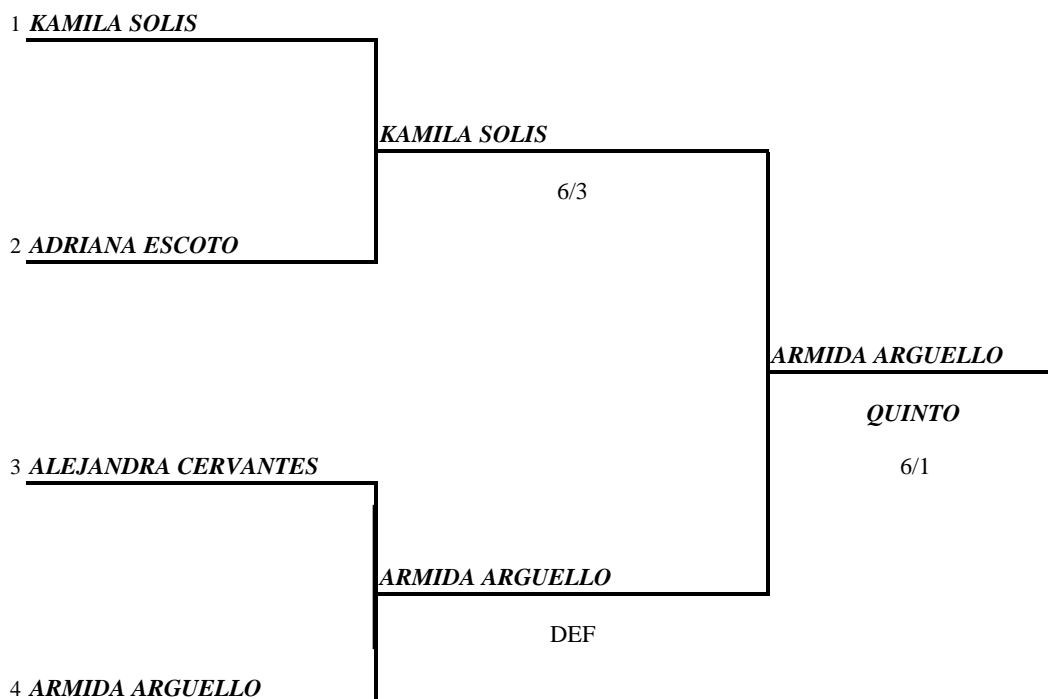 1 KAMILA SOLIS
KAMILA SOLIS
6/3
2 ADRIANA ESCOTO
ARMIDA ARGUELLO
QUINTO
3 ALEJANDRA CERVANTES
6/1
ARMIDA ARGUELLO
DEF
4 ARMIDA ARGUELLO